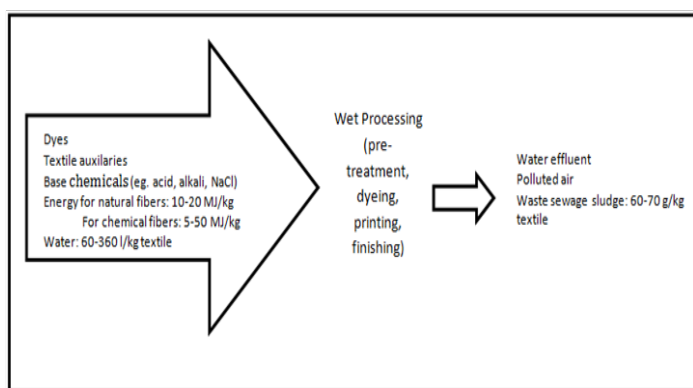 Dyes
Textile auxilaries
Base chemicals (eg. acid, alkali, NaCl)
Energy for natural fibers: 10-20 MJ/kg
For chemical fibers: 5-50 MJ/kg
Water: 60-360 l/kg textile
Wet Processing
(pre-
treatment,
dyeing,
printing,
finishing)
Water effluent
Polluted air
Waste sewage sludge: 60-70 g/kg
textile